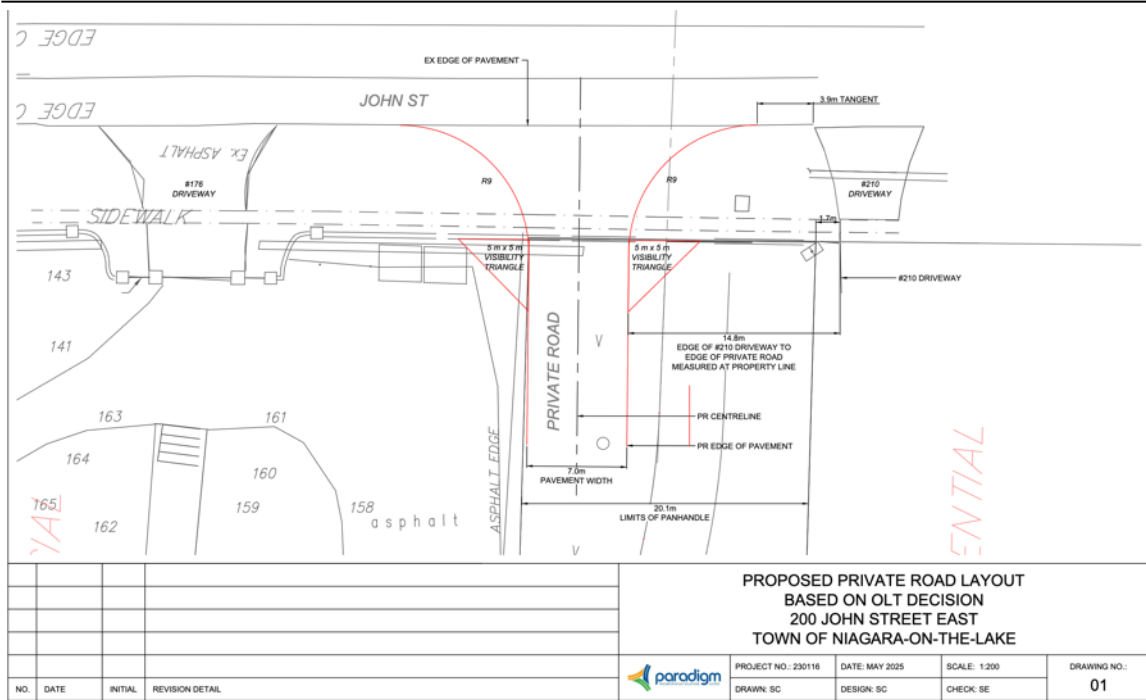 EDGE O
EX EDGE OF PAVEMENT
JOHN ST
3.9m TANGENT
EDGE O
Ex. ASPHALT
#176
DRIVEWAY
R9
R9
#210
DRIVEWAY
SIDEWALK
1.7m
5 m x 5 m
VISIBILITY
TRIANGLE
5 m x 5 m
VISIBILITY
TRIANGLE
143
#210 DRIVEWAY
141
PRIVATE ROAD
V
14.8m
EDGE OF #210 DRIVEWAY TO
EDGE OF PRIVATE ROAD
MEASURED AT PROPERTY LINE
163
161
PR CENTRELINE
164
160
ASPHALT EDGE
PR EDGE OF PAVEMENT
7.0m
PAVEMENT WIDTH
165
162
159
158
asphalt
20.1m
LIMITS OF PANHANDLE
IAL
ENTIAL
V
PROPOSED PRIVATE ROAD LAYOUT
BASED ON OLT DECISION
200 JOHN STREET EAST
TOWN OF NIAGARA-ON-THE-LAKE
paradigm
PROJECT NO.: 230116
DATE: MAY 2025
SCALE: 1:200
DRAWING NO.:
01
DRAWN: SC
DESIGN: SC
CHECK: SE
NO.
DATE
INITIAL
REVISION DETAIL